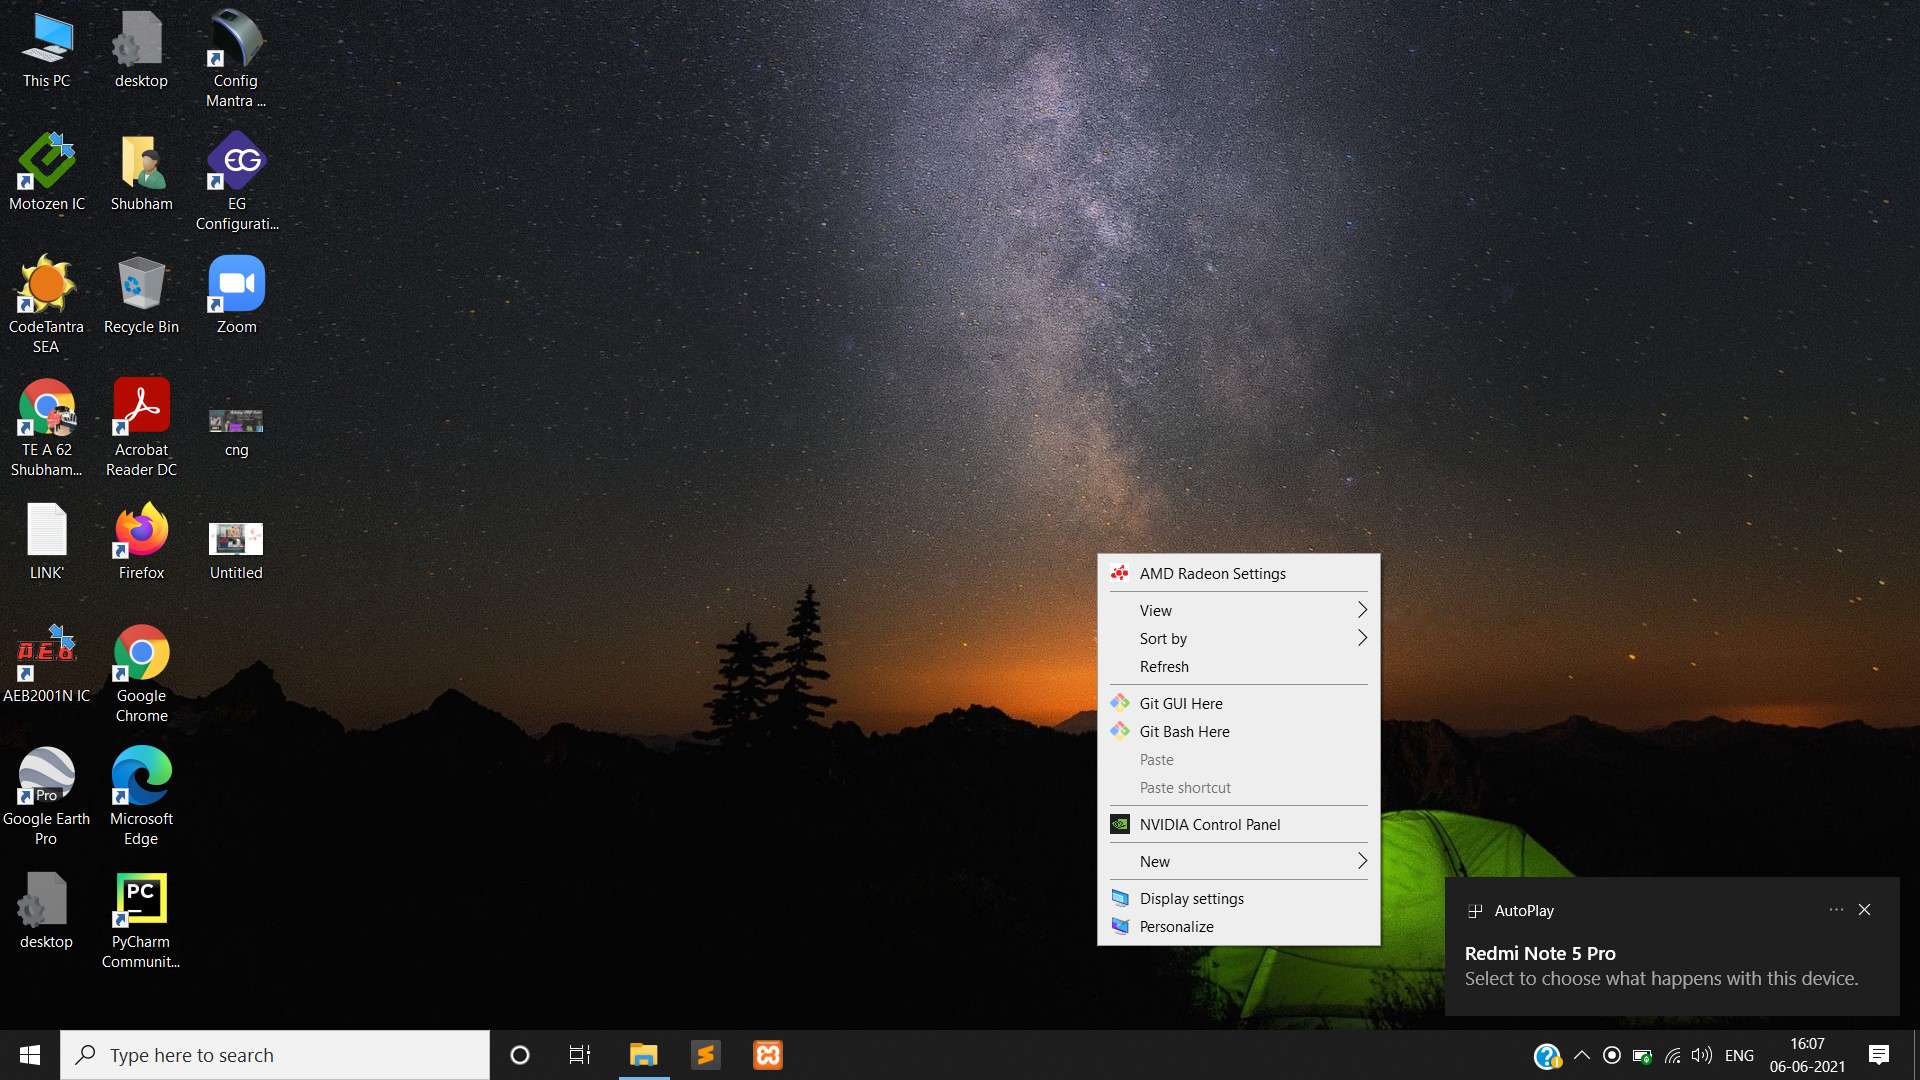 This PC
desktop
Config
Mantra ...
Motozen IC
Shubham
EG
EG
Configurati...
CodeTantra
SEA
Recycle Bin
Zoom
TE A 62
Shubham...
Acrobat
Reader DC
cng
LINK'
Firefox
Untitled
AEB2001N IC
Google
Chrome
Pro
Google Earth
Pro
Microsoft
Edge
desktop
PC
PyCharm
Communit...
AMD Radeon Settings
View
Sort by
Refresh
Git GUI Here
Git Bash Here
Paste
Paste shortcut
NVIDIA Control Panel
New
Display settings
Personalize
AutoPlay
Redmi Note 5 Pro
Select to choose what happens with this device.
Type here to search
ENG
16:07
06-06-2021